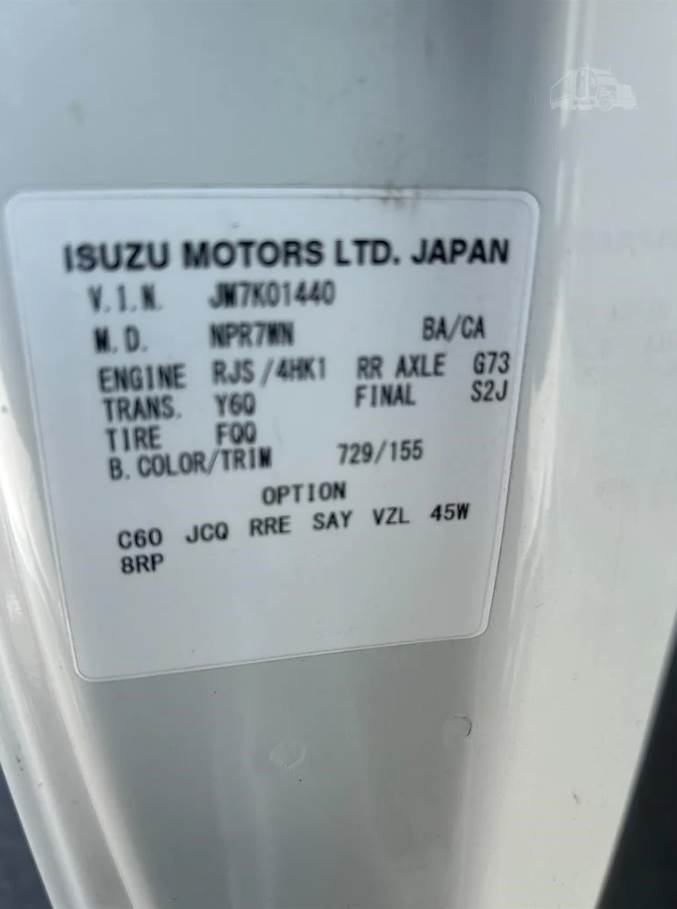 ISUZU MOTORS LTD. JAPAN
V.I.N. JW7K01440
M.D. NPR7WN BA/CA
ENGINE RJS/4HK1 RR AXLE G73
TRANS. Y6Q FINAL S2J
TIRE FQQ
B.COLOR/TRIM 729/155
OPTION
C60 JCQ RRE SAY VZL 45W
8RP